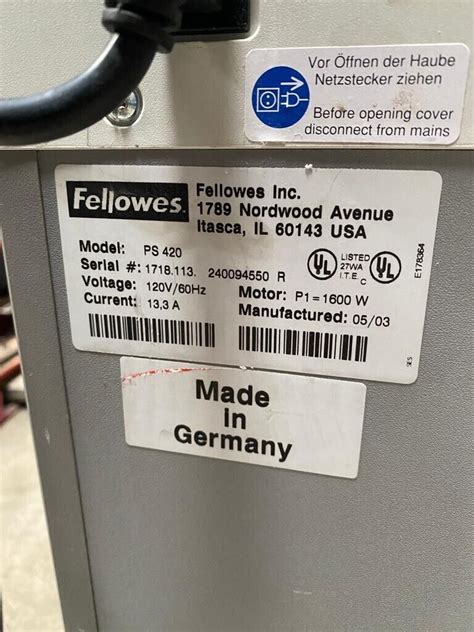 Vor Öffnen der Haube
Netzstecker ziehen
Before opening cover
disconnect from mains
Fellowes.
Fellowes Inc.
1789 Nordwood Avenue
Itasca, IL 60143 USA
Model: PS 420
Serial #: 1718.113. 240094550 R
Voltage: 120V/60Hz
Current: 13,3 A
Motor: P1=1600 W
Manufactured: 05/03
UL LISTED UL
27WA
I.T.E. C
E178364
SES
Made
in
Germany